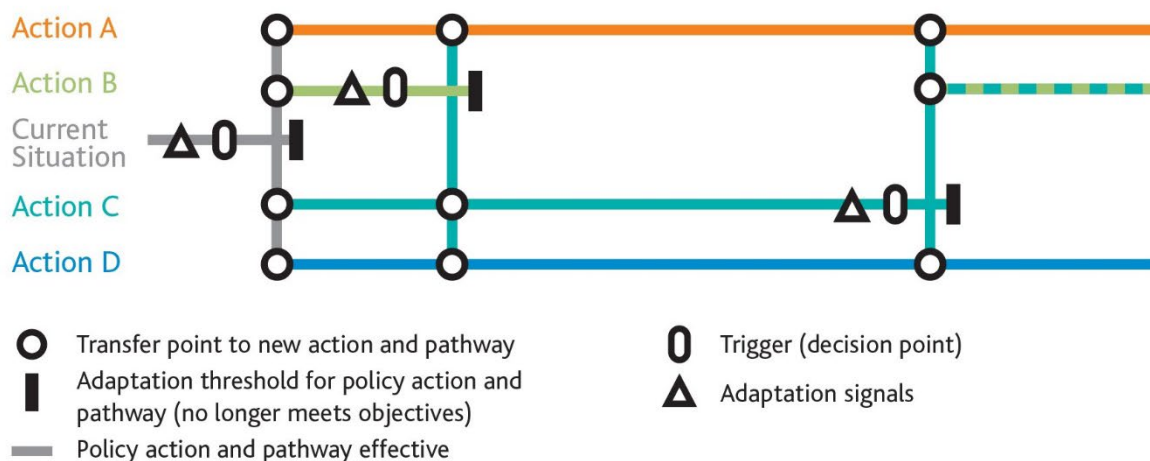 Action A
Action B
Current
Situation
Action C
Action D
Transfer point to new action and pathway
Adaptation threshold for policy action and
pathway (no longer meets objectives)
Policy action and pathway effective
Trigger (decision point)
Adaptation signals